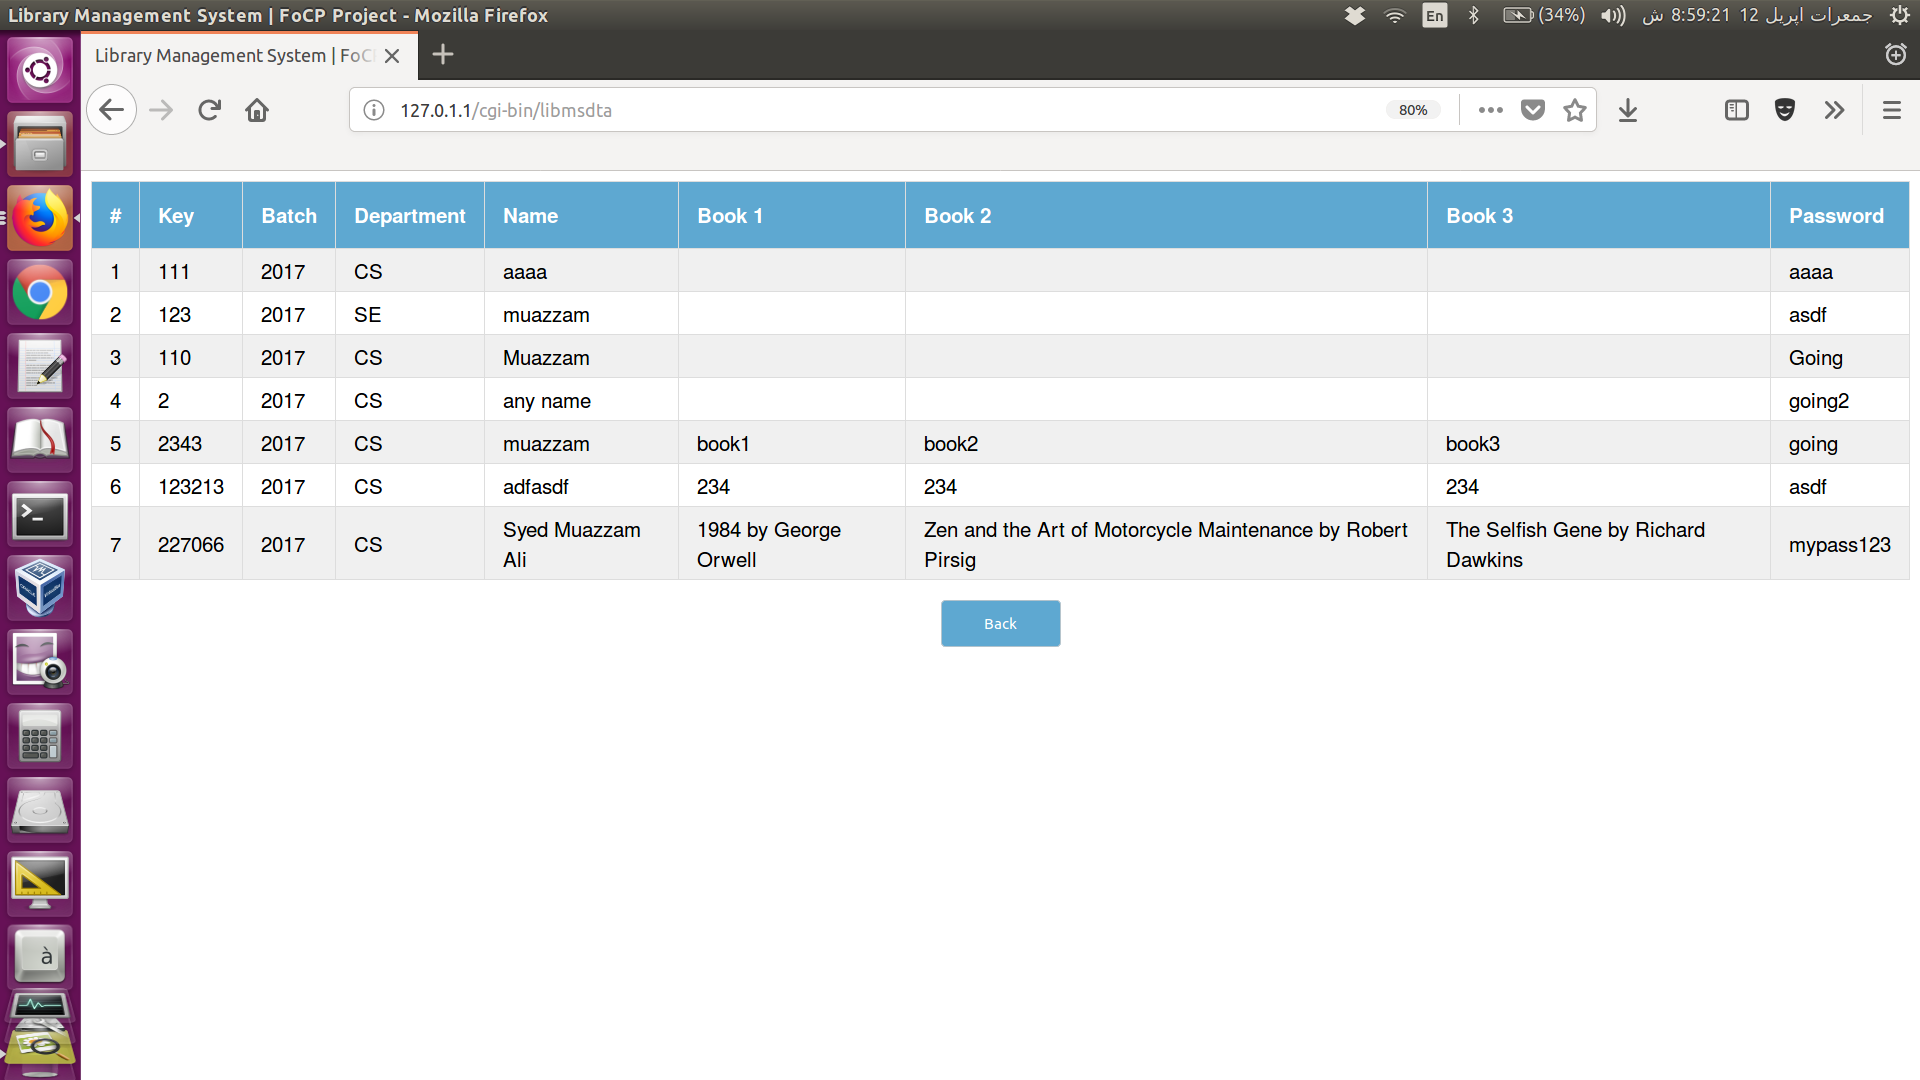 Library Management System | FoCP Project - Mozilla Firefox
En (34%) جمعرات اپریل 12 8:59:21 ش
Library Management System | FoC
127.0.1.1/cgi-bin/libmsdta 80%
# Key Batch Department Name Book 1 Book 2 Book 3 Password
1 111 2017 CS aaaa aaaa
2 123 2017 SE muazzam asdf
3 110 2017 CS Muazzam Going
4 2 2017 CS any name going2
5 2343 2017 CS muazzam book1 book2 book3 going
6 123213 2017 CS adfasdf 234 234 234 asdf
7 227066 2017 CS Syed Muazzam Ali 1984 by George Orwell Zen and the Art of Motorcycle Maintenance by Robert Pirsig The Selfish Gene by Richard Dawkins mypass123
Back
à